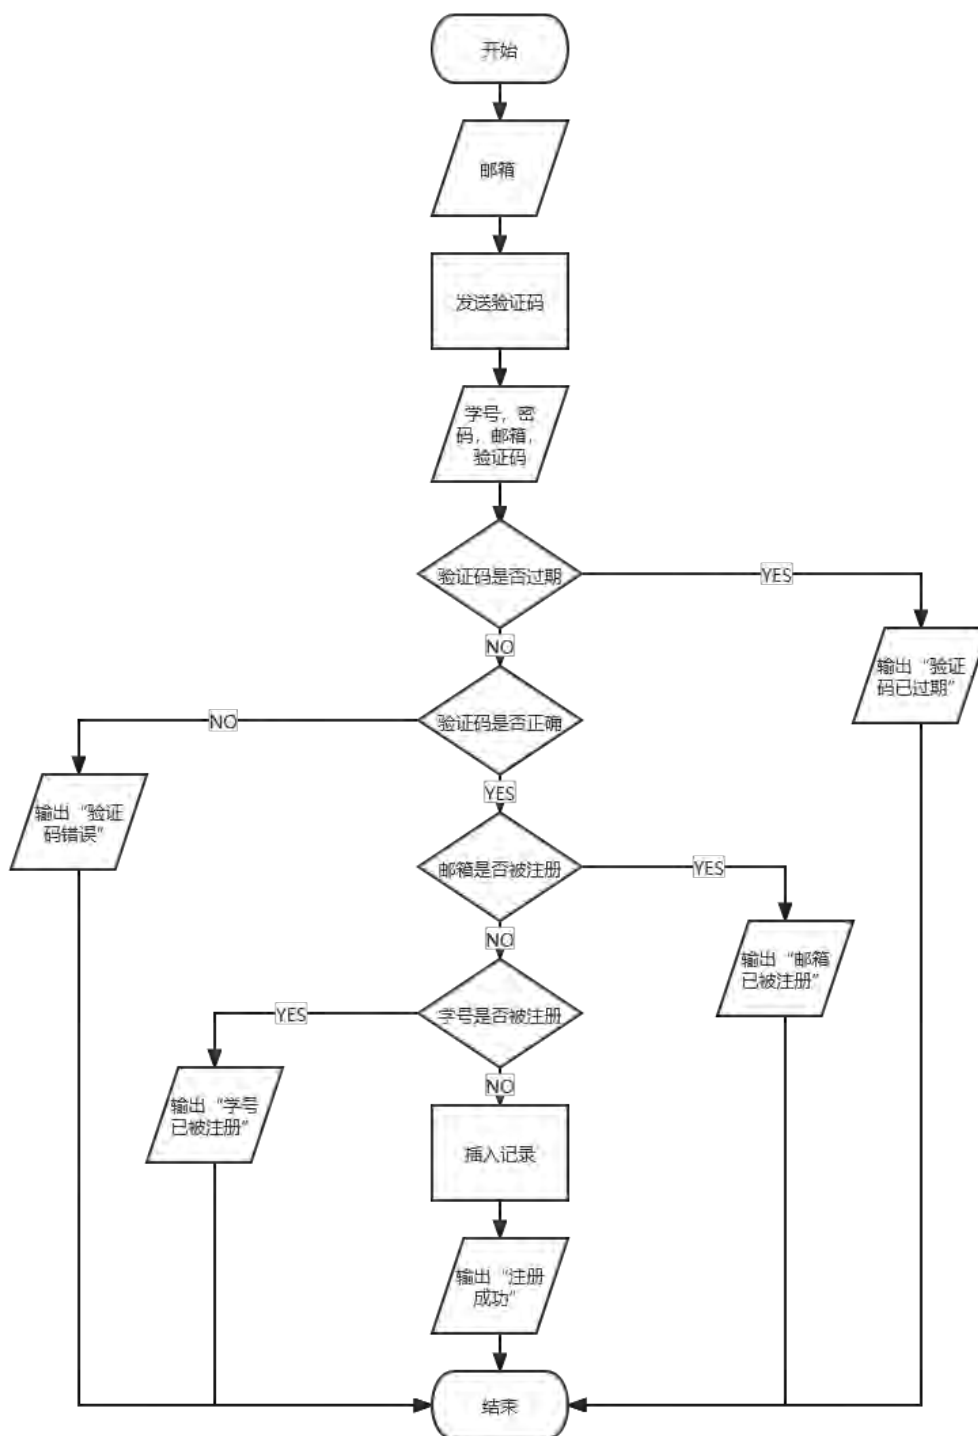 开始
邮箱
发送验证码
学号，密
码，邮箱，
验证码
验证码是否过期
YES
NO
输出“验证
码已过期”
验证码是否正确
NO
YES
输出“验证
码错误”
邮箱是否被注册
YES
NO
输出“邮箱
已被注册”
学号是否被注册
YES
NO
输出“学号
已被注册”
插入记录
输出“注册
成功”
结束